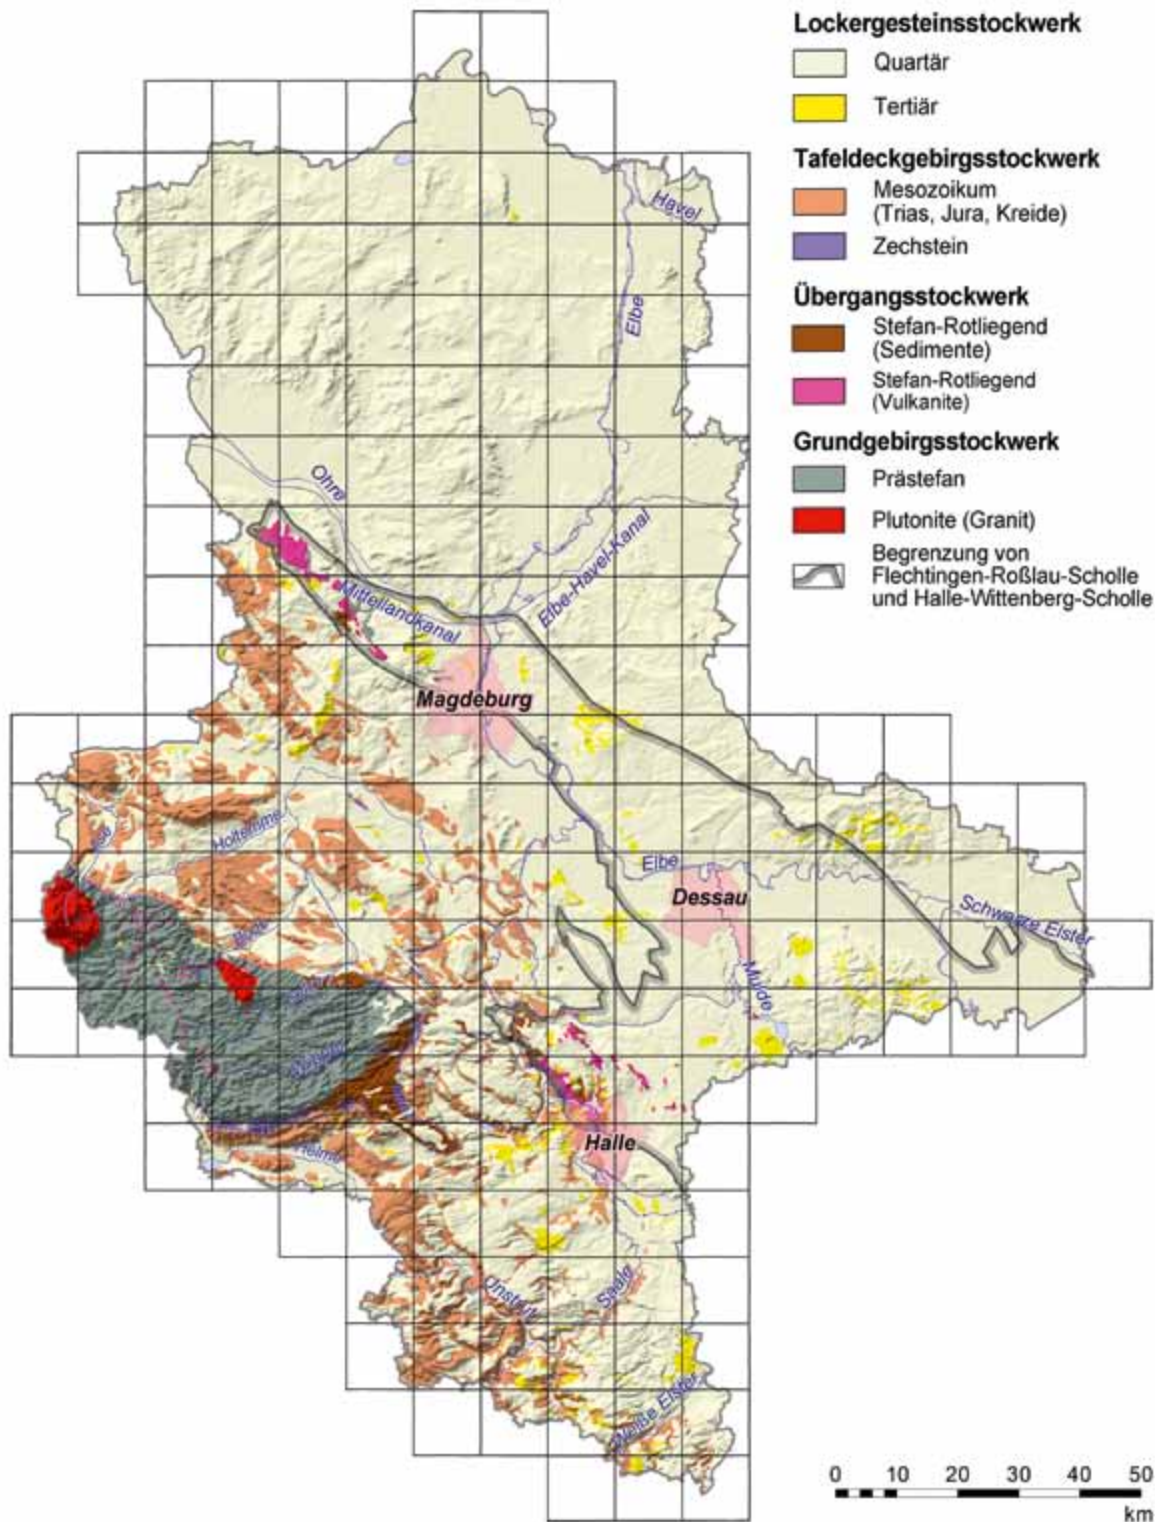 Lockergesteinsstockwerk
Quartär
Tertiär
Tafeldeckgebirgsstockwerk
Mesozoikum
(Trias, Jura, Kreide)
Zechstein
Übergangsstockwerk
Stefan-Rotliegend
(Sedimente)
Stefan-Rotliegend
(Vulkanite)
Grundgebirgsstockwerk
Prästefan
Plutonite (Granit)
Begrenzung von
Flechtingen-Roßlau-Scholle
und Halle-Wittenberg-Scholle
Havel
Elbe
Ohre
Elbe-Havel-Kanal
Mittellandkanal
Magdeburg
Holtemme
Elbe
Dessau
Schwarze Elster
Bode
Mulde
Halle
Helme
Unstrut
Saale
Weiße Elster
0 10 20 30 40 50
km